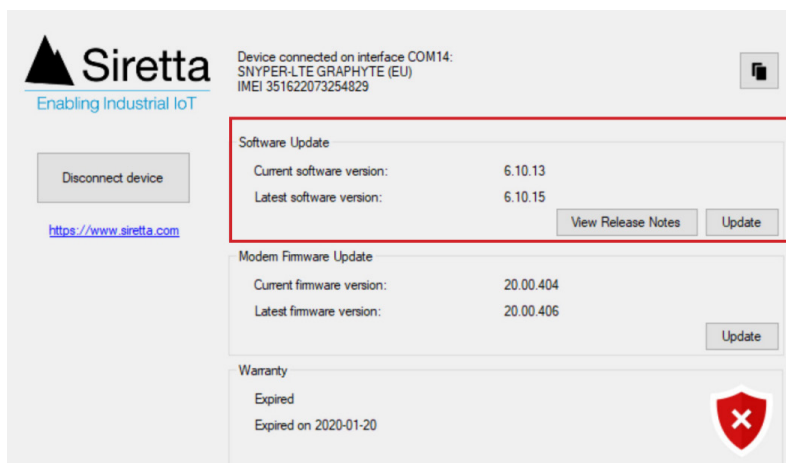 Siretta
Enabling Industrial IoT
Disconnect device
https://www.siretta.com
Device connected on interface COM14:
SNYPER-LTE GRAPHYTE (EU)
IMEI 351622073254829
Software Update
Current software version: 6.10.13
Latest software version: 6.10.15
View Release Notes Update
Modem Firmware Update
Current firmware version: 20.00.404
Latest firmware version: 20.00.406
Update
Warranty
Expired
Expired on 2020-01-20